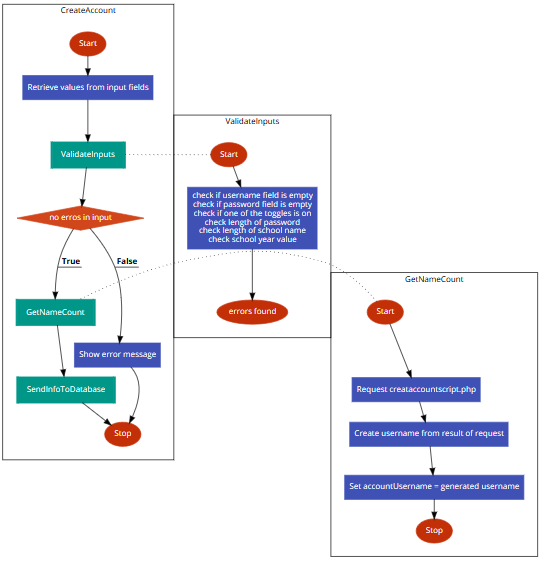 CreateAccount
Start
Retrieve values from input fields
ValidateInputs
no erros in input
True
False
GetNameCount
Show error message
SendInfoToDatabase
Stop
ValidateInputs
Start
check if username field is empty
check if password field is empty
check if one of the toggles is on
check length of password
check length of school name
check school year value
errors found
GetNameCount
Start
Request creataccountscript.php
Create username from result of request
Set accountUsername = generated username
Stop